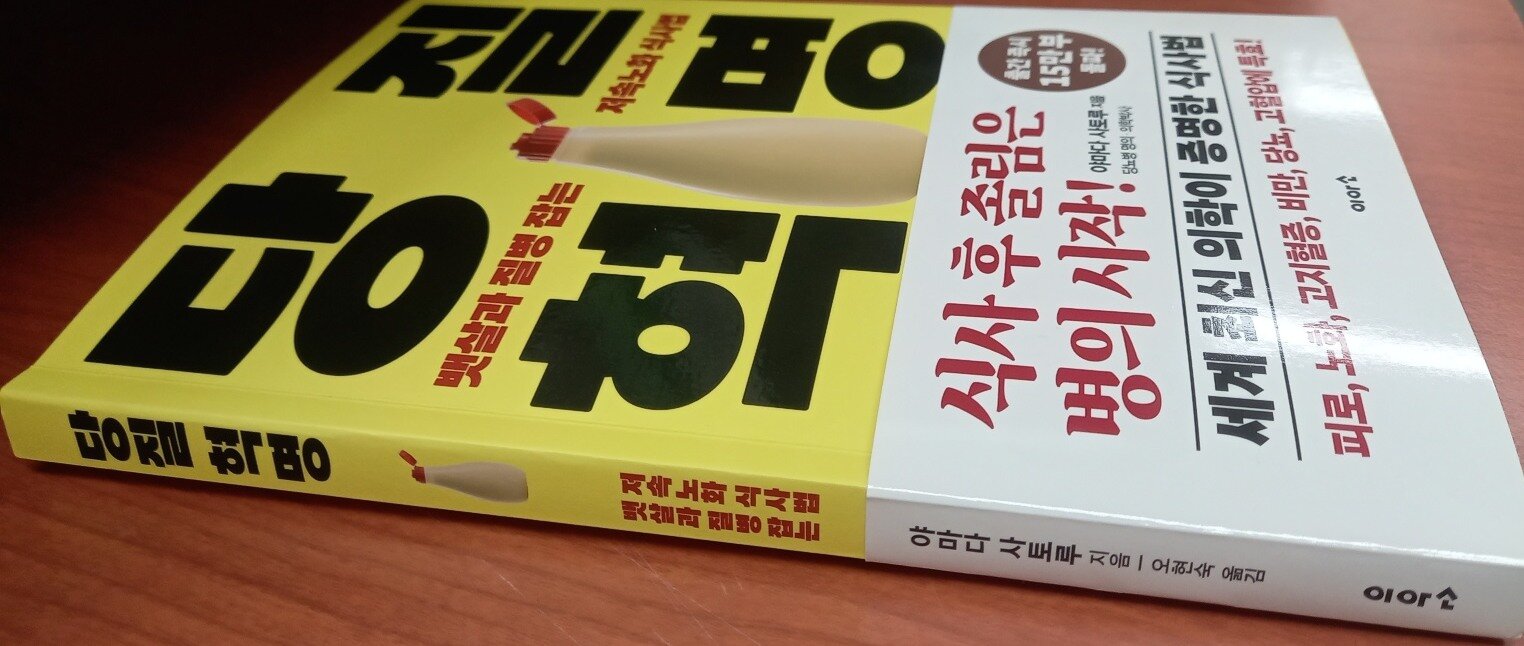 당질
뱃살과 질병 잡는 저속노화 식사법
혁명
출간 즉시
15만 부
돌파!
식사 후 졸림은
병의 시작!
야마다 사토루 지음
당뇨병 명의 의학박사
세계 최신 의학이 증명한 식사법
피로, 노화, 고지혈증, 비만, 당뇨, 고혈압에 특효!
이아소
당질 혁명
뱃살과 질병 잡는
저속노화 식사법
야마다 사토루 지음 | 오현숙 옮김
이아소